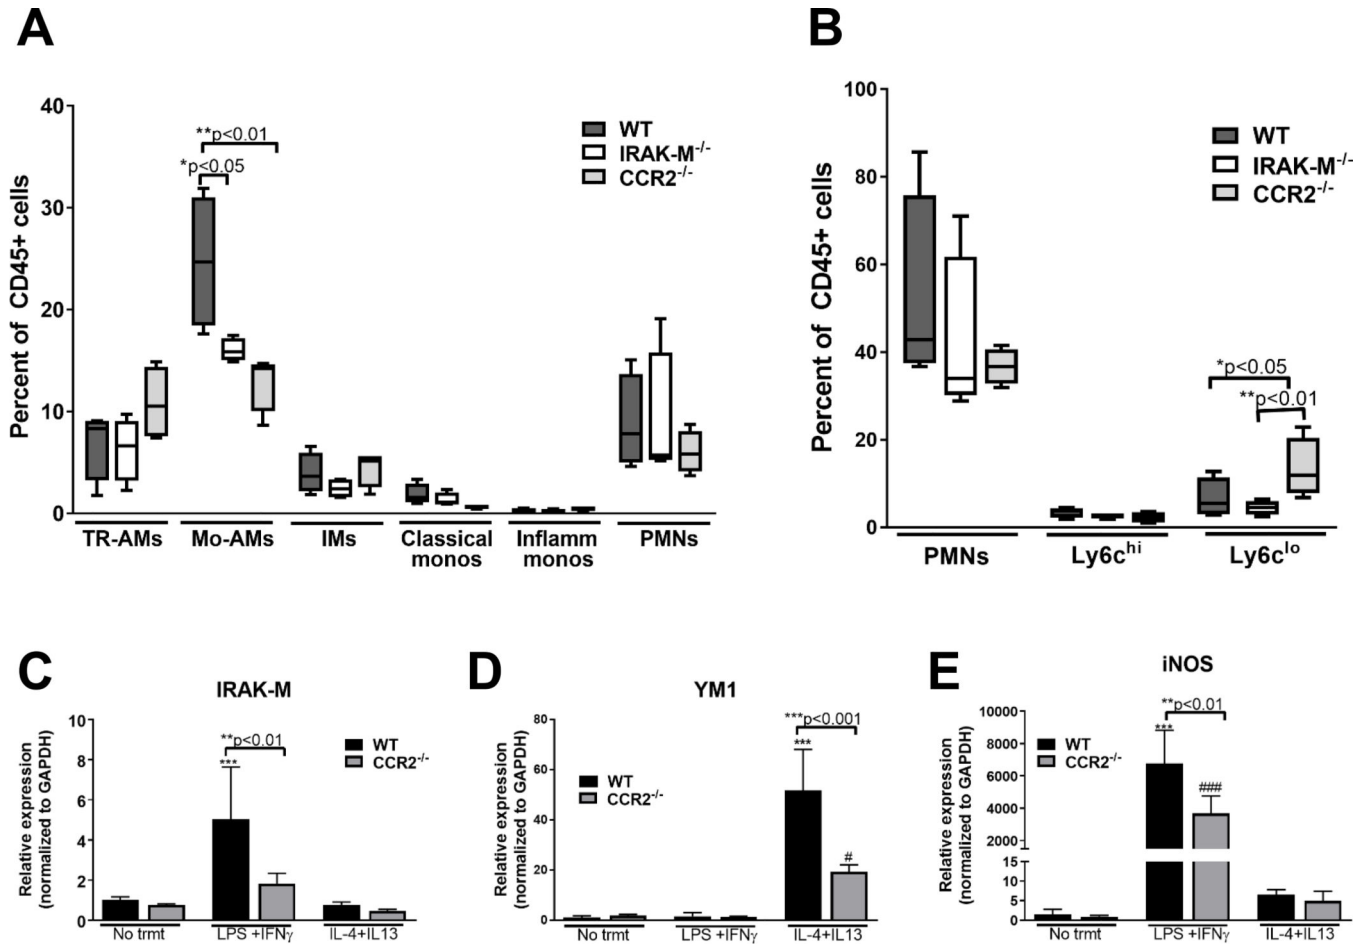 A
Percent of CD45+ cells
40
30
20
10
0
**p<0.01
*p<0.05
WT
IRAK-M-/-
CCR2-/-
TR-AMs
Mo-AMs
IMs
Classical
monos
Inflamm
monos
PMNs
B
Percent of CD45+ cells
100
80
60
40
20
0
WT
IRAK-M-/-
CCR2-/-
*p<0.05
**p<0.01
PMNs
Ly6chi
Ly6clo
C
IRAK-M
Relative expression
(normalized to GAPDH)
10
8
6
4
2
0
**p<0.01
***
WT
CCR2-/-
No trmt
LPS +IFNγ
IL-4+IL13
D
YM1
Relative expression
(normalized to GAPDH)
80
60
40
20
0
WT
CCR2-/-
***p<0.001
***
#
No trmt
LPS +IFNγ
IL-4+IL13
E
iNOS
Relative expression
(normalized to GAPDH)
10000
8000
6000
4000
2000
15
10
5
0
WT
CCR2-/-
**p<0.01
***
###
No trmt
LPS +IFNγ
IL-4+IL13